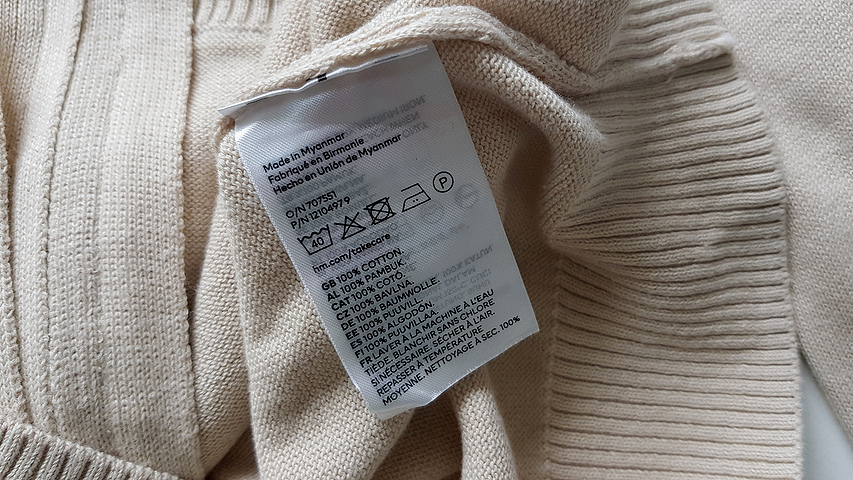 Made in Myanmar
Fabriqué en Birmanie
Hecho en Unión de Myanmar
O/N 707551
P/N 12104979
40
P
hm.com/takecare
GB 100% COTTON.
AL 100% PAMBUK.
CAT 100% COTÓ.
CZ 100% BAVLNA.
DE 100% BAUMWOLLE
EE 100% PUUVILL.
ES 100% ALGODÓN.
FI 100% PUUVILLAA.
FR LAVER À LA MACHINE À L'EAU
TIÈDE. BLANCHIR SANS CHLORE
SI NÉCESSAIRE. SÉCHER À L'AIR.
REPASSER À TEMPÉRATURE
MOYENNE. NETTOYAGE À SEC. 100%